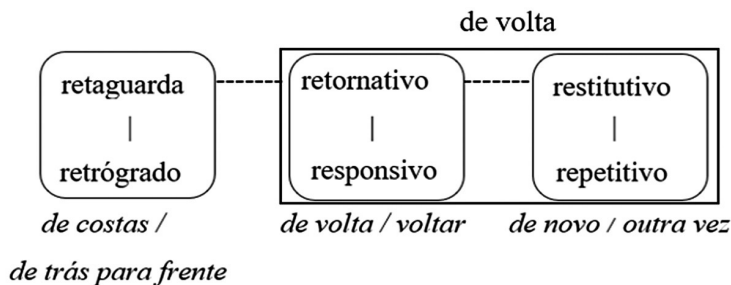 de volta
retaguarda
retrógrado
de costas /
de trás para frente
retornativo
responsivo
de volta / voltar
restitutivo
repetitivo
de novo / outra vez